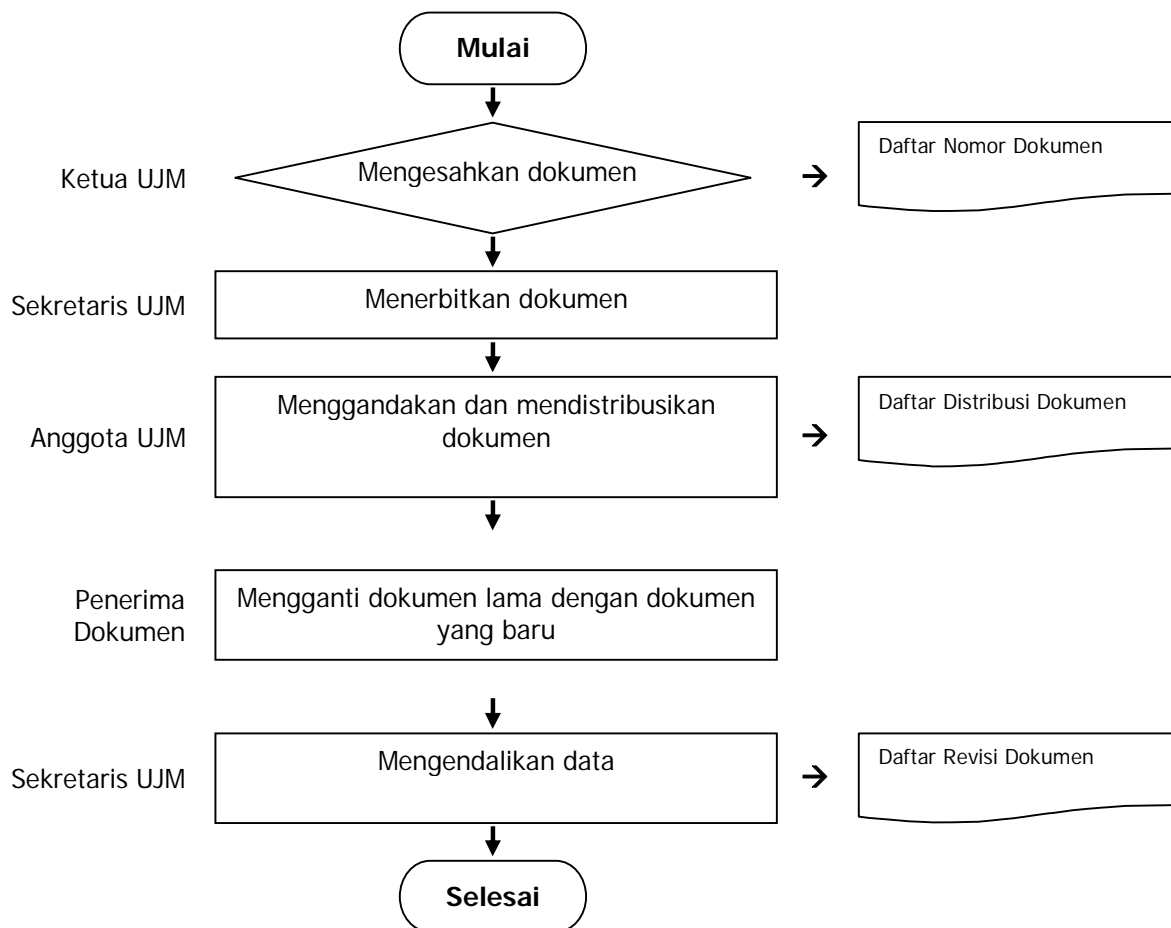 Mulai
Ketua UJM
Mengesahkan dokumen
Daftar Nomor Dokumen
Sekretaris UJM
Menerbitkan dokumen
Anggota UJM
Menggandakan dan mendistribusikan
dokumen
Daftar Distribusi Dokumen
Penerima
Dokumen
Mengganti dokumen lama dengan dokumen
yang baru
Sekretaris UJM
Mengendalikan data
Daftar Revisi Dokumen
Selesai